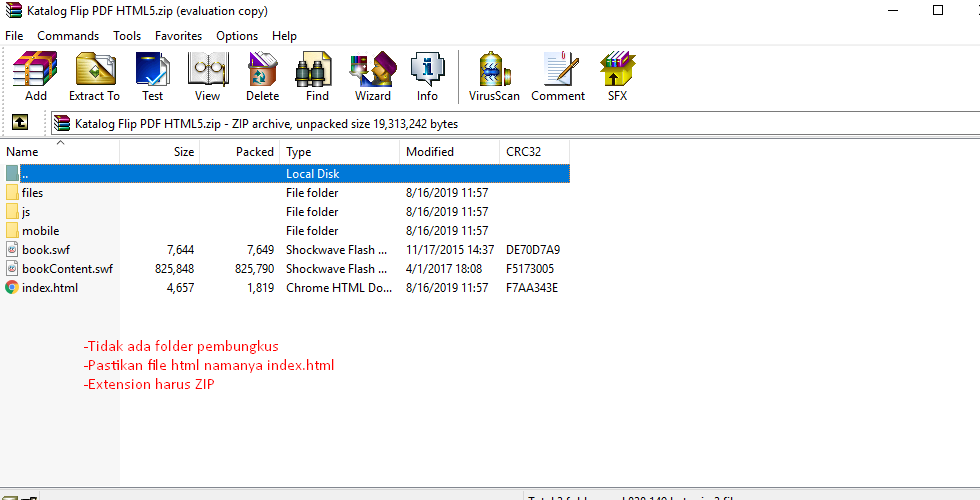 Katalog Flip PDF HTML5.zip (evaluation copy)
File Commands Tools Favorites Options Help
Add Extract To Test View Delete Find Wizard Info VirusScan Comment SFX
Katalog Flip PDF HTML5.zip - ZIP archive, unpacked size 19,313,242 bytes
Name Size Packed Type Modified CRC32
.. Local Disk
files File folder 8/16/2019 11:57
js File folder 8/16/2019 11:57
mobile File folder 8/16/2019 11:57
book.swf 7,644 7,649 Shockwave Flash ... 11/17/2015 14:37 DE70D7A9
bookContent.swf 825,848 825,790 Shockwave Flash ... 4/1/2017 18:08 F5173005
index.html 4,657 1,819 Chrome HTML Do... 8/16/2019 11:57 F7AA343E
-Tidak ada folder pembungkus
-Pastikan file html namanya index.html
-Extension harus ZIP